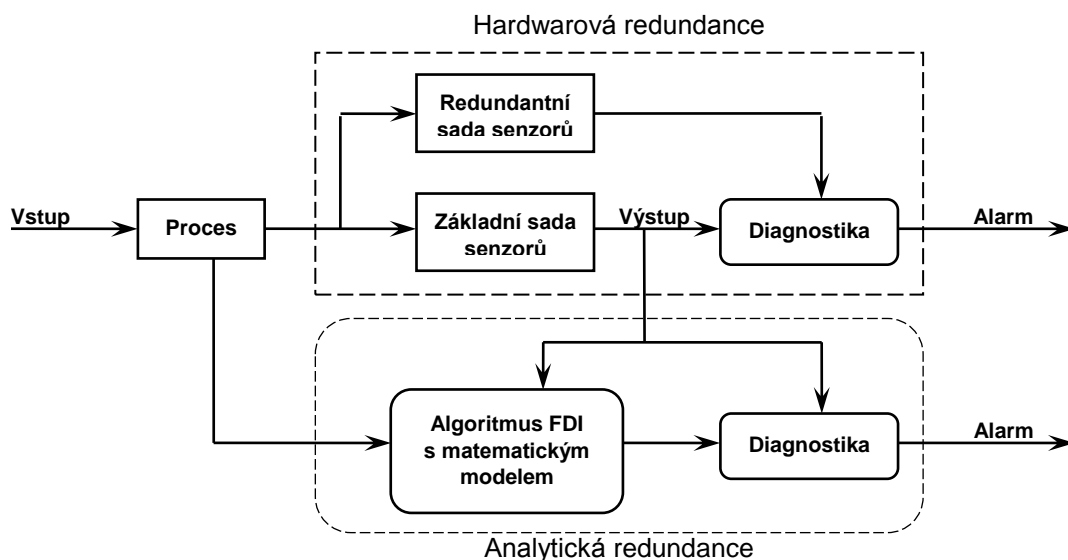 Hardwarová redundance
Redundantní
sada senzorů
Vstup
Proces
Základní sada
senzorů
Výstup
Diagnostika
Alarm
Algoritmus FDI
s matematickým
modelem
Diagnostika
Alarm
Analytická redundance